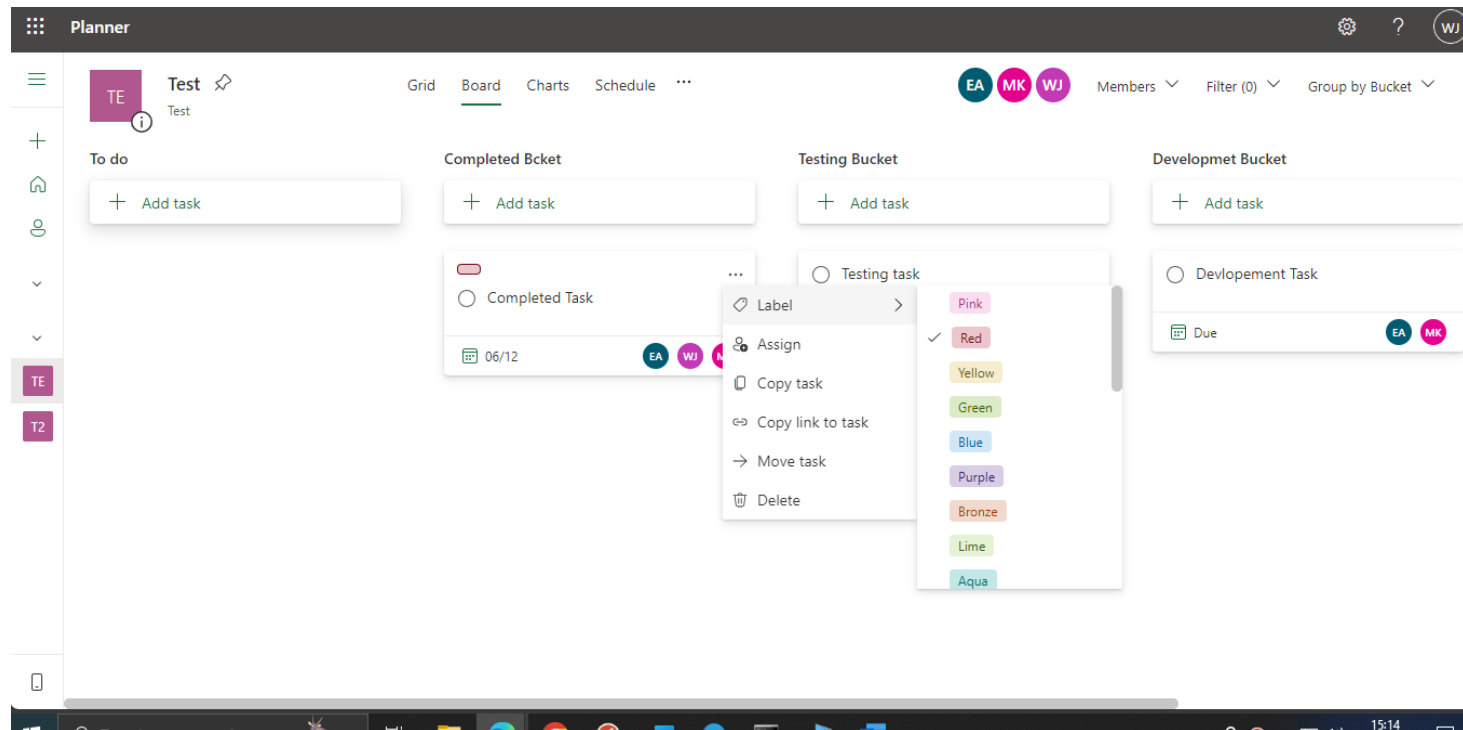 Planner
WJ
TE
Test
Test
Grid Board Charts Schedule ...
EA MK WJ
Members
Filter (0)
Group by Bucket
To do
Completed Bcket
Testing Bucket
Developmet Bucket
+ Add task
+ Add task
+ Add task
+ Add task
Completed Task
06/12
EA WJ
Testing task
Devlopement Task
Due
EA MK
Label
Assign
Copy task
Copy link to task
Move task
Delete
Pink
Red
Yellow
Green
Blue
Purple
Bronze
Lime
Aqua
TE
T2
15:14